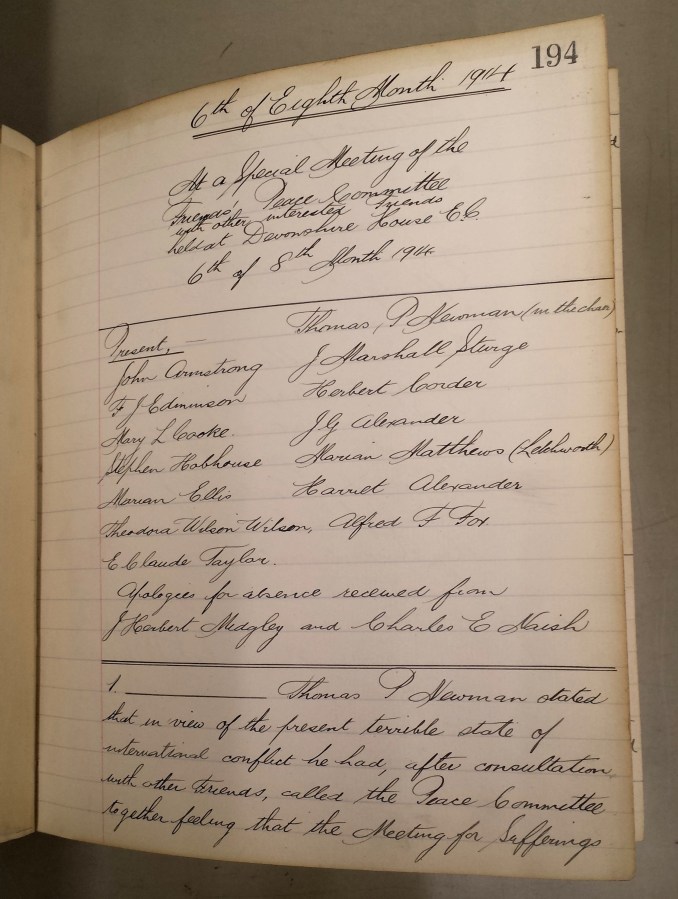 194
6th of Eighth Month 1914
At a Special Meeting of the
Friends' Peace Committee
with other interested Friends
held at Devonshire House E.C.
6th of 8th Month 1914
Thomas P Newman (in the chair)
Present, —
John Armstrong J Marshall Sturge
F J Edminson Herbert Corder
Mary L Cooke. J G Alexander
Stephen Hobhouse Marian Matthews (Letchworth)
Marian Ellis Harriet Alexander
Theodora Wilson Wilson, Alfred F Fox
E Claude Taylor.
Apologies for absence received from
J Herbert Midgley and Charles E Naish
1. Thomas P Newman stated
that in view of the present terrible state of
international conflict he had, after consultation
with other Friends, called the Peace Committee
together feeling that the Meeting for Sufferings